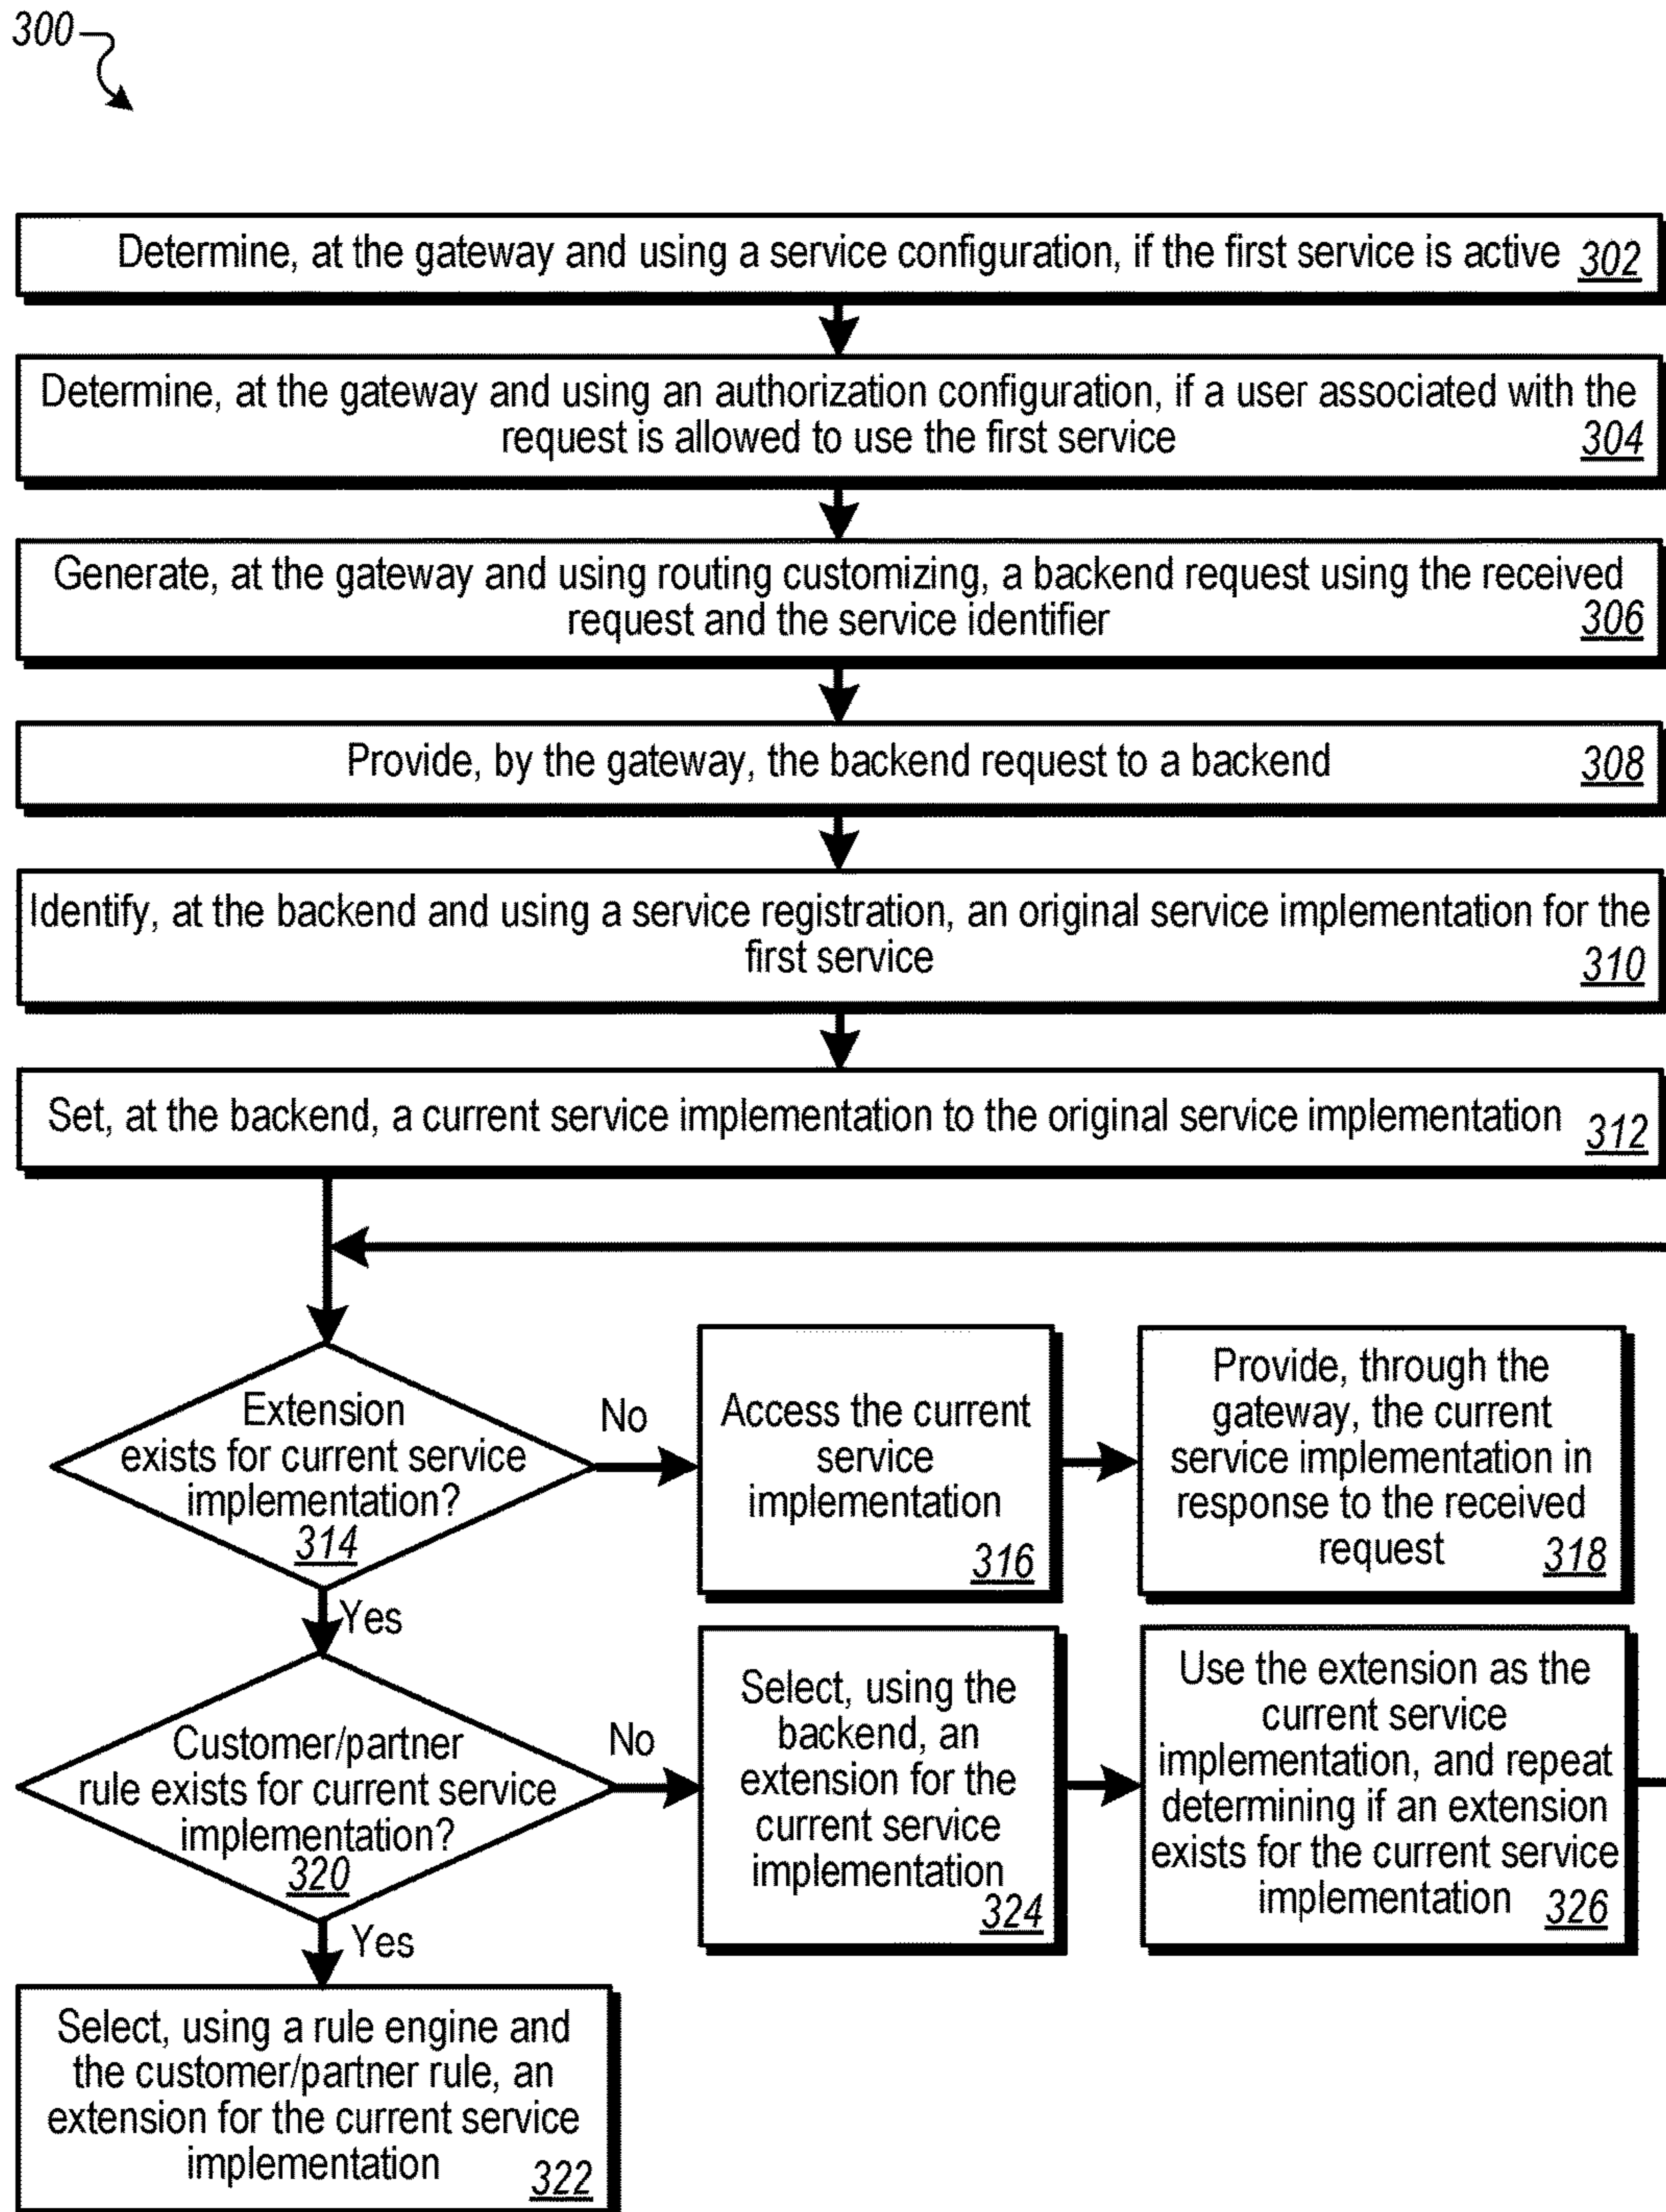 300
Determine, at the gateway and using a service configuration, if the first service is active 302
Determine, at the gateway and using an authorization configuration, if a user associated with the
request is allowed to use the first service 304
Generate, at the gateway and using routing customizing, a backend request using the received
request and the service identifier 306
Provide, by the gateway, the backend request to a backend 308
Identify, at the backend and using a service registration, an original service implementation for the
first service 310
Set, at the backend, a current service implementation to the original service implementation 312
Extension
exists for current service
implementation?
314
No
Access the current
service
implementation
316
Provide, through the
gateway, the current
service implementation in
response to the received
request 318
Yes
Customer/partner
rule exists for current service
implementation?
320
No
Select, using the
backend, an
extension for the
current service
implementation
324
Use the extension as the
current service
implementation, and repeat
determining if an extension
exists for the current service
implementation 326
Yes
Select, using a rule engine and
the customer/partner rule, an
extension for the current service
implementation 322